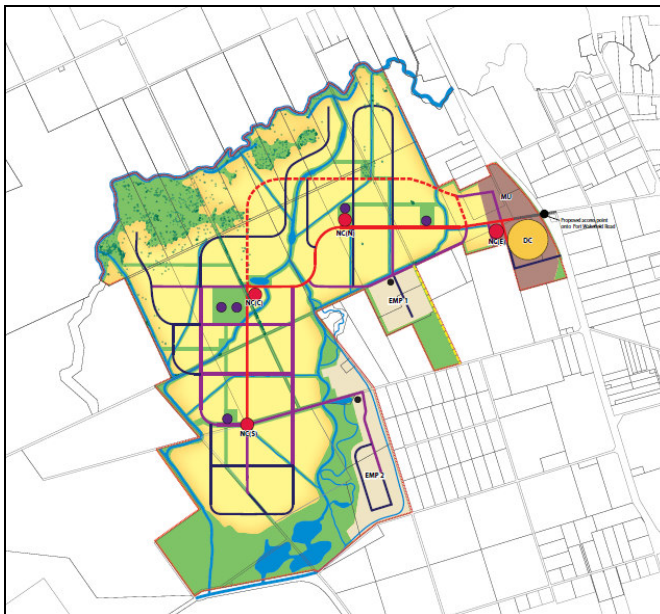 MU
Proposed access point
onto Port Wakefield Road
NC(N)
NC(E)
DC
NC(C)
EMP 1
NC(S)
EMP 2